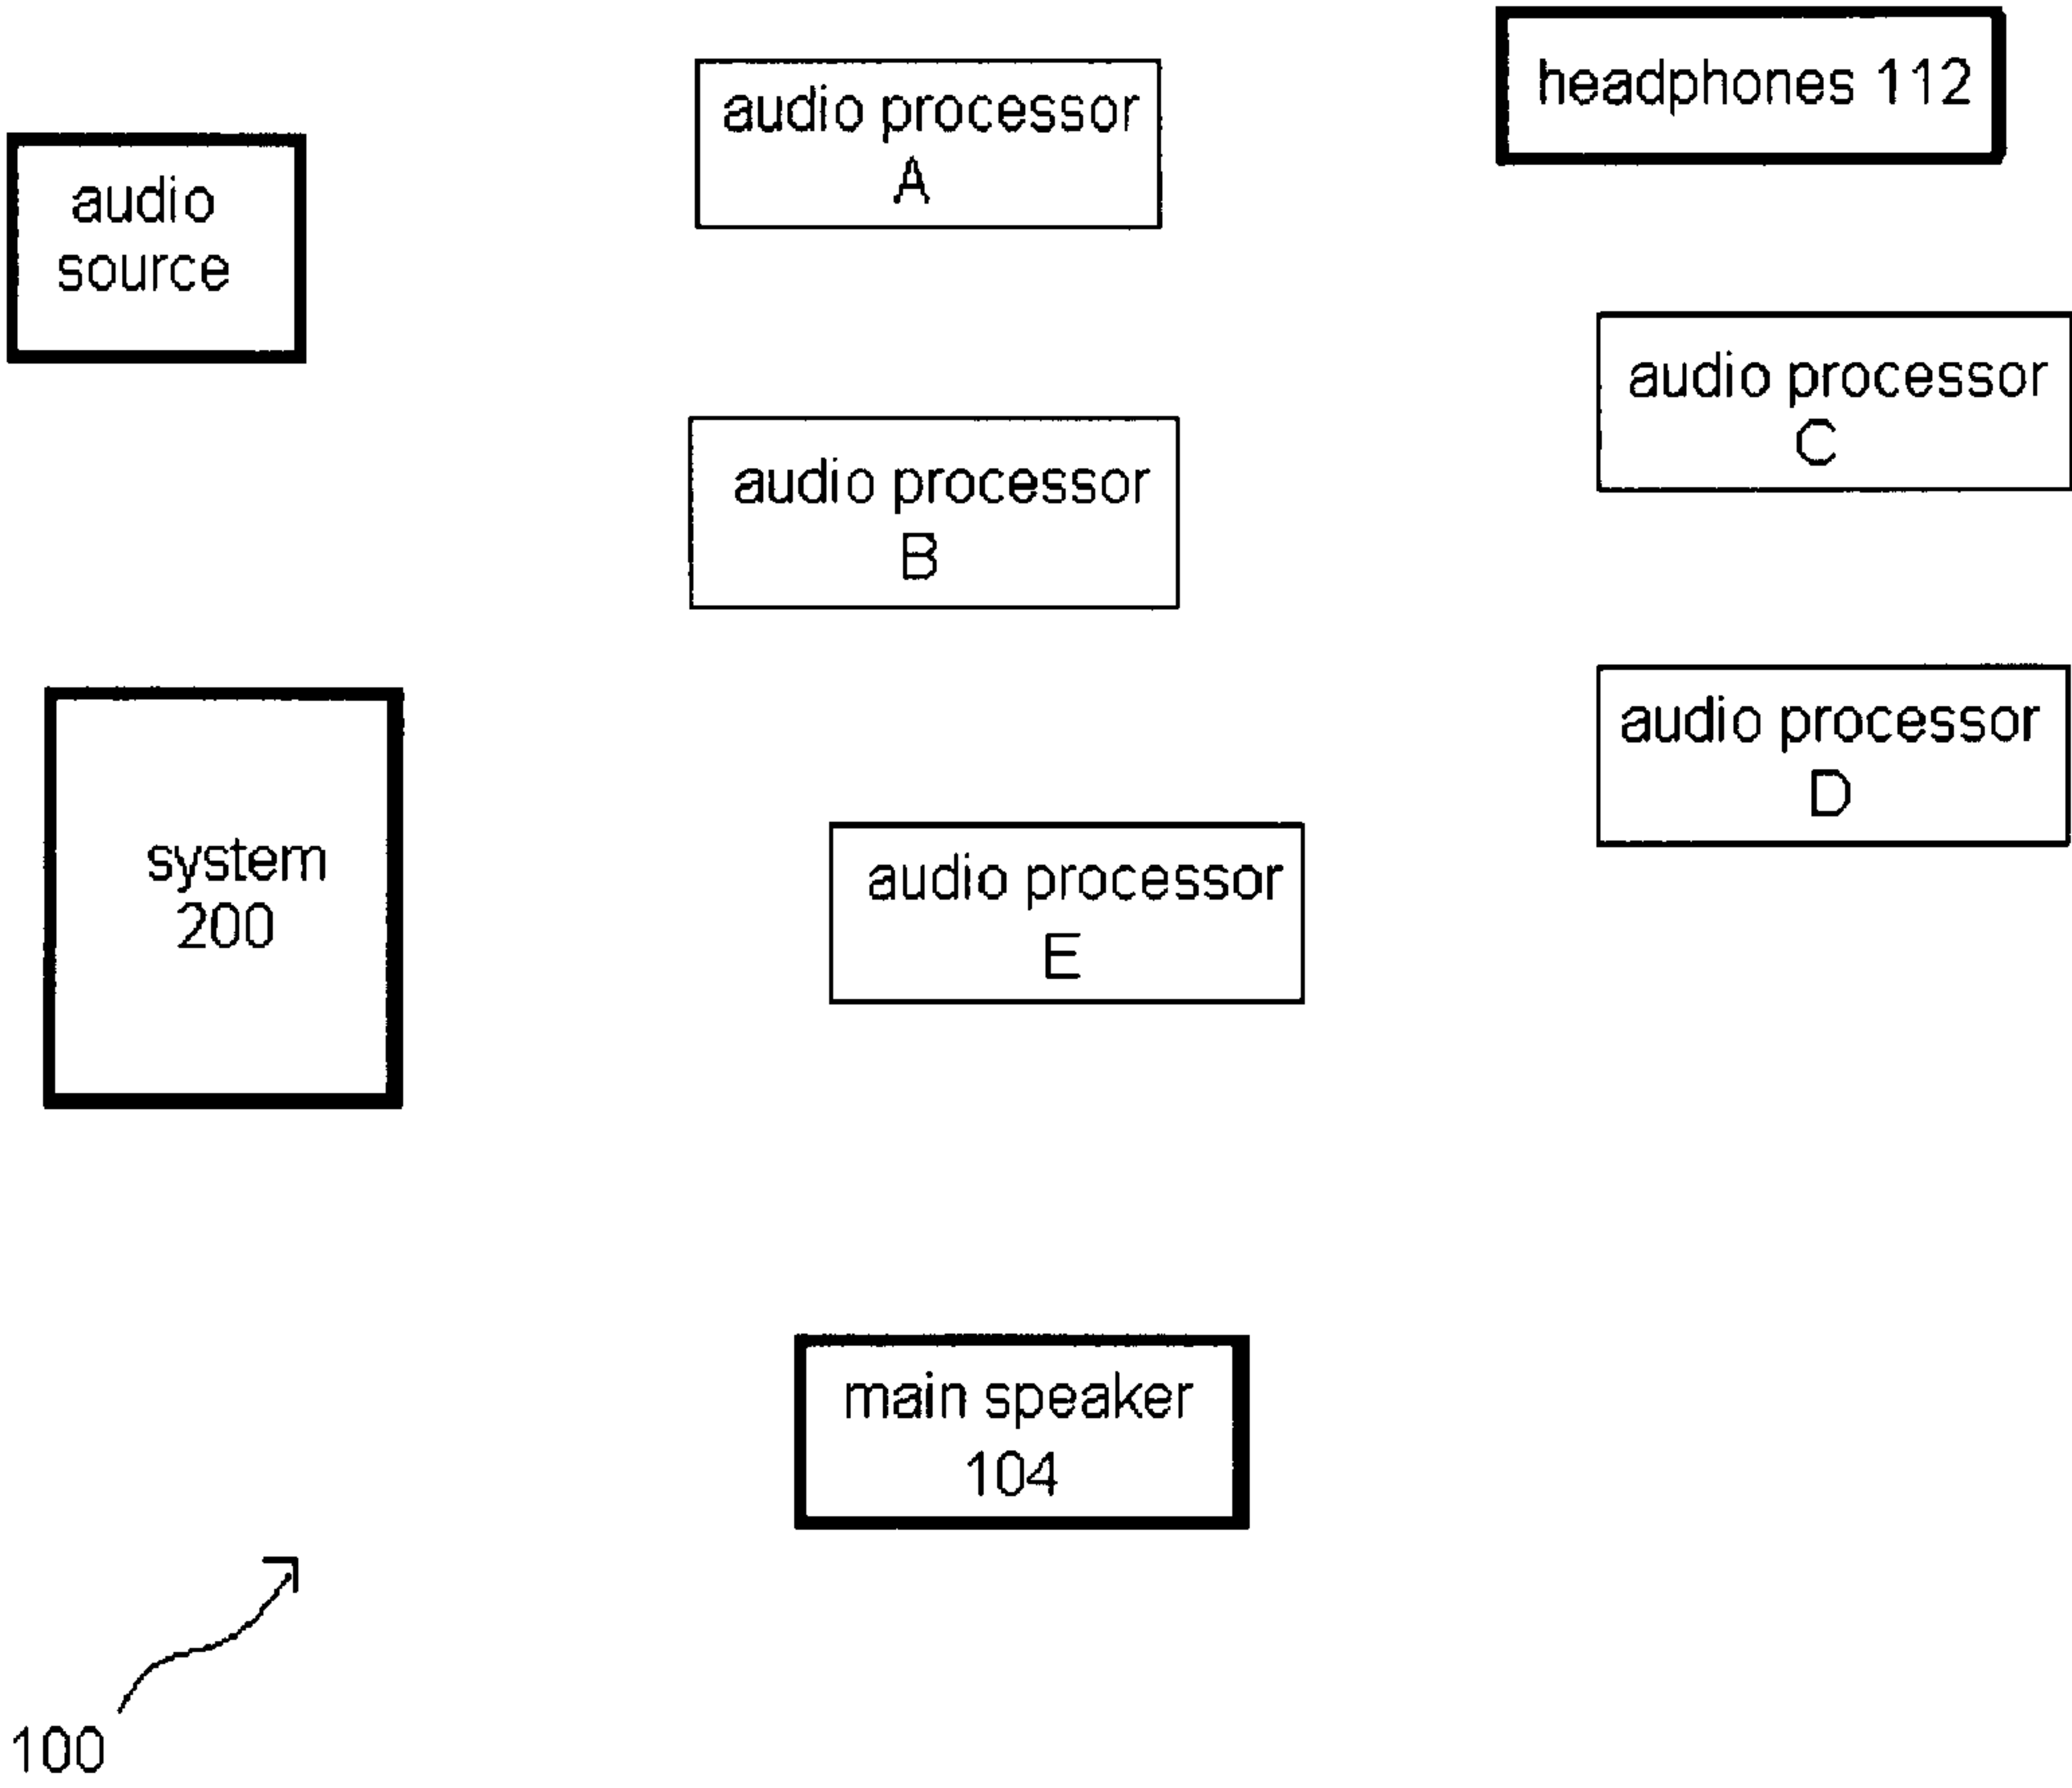 headphones 112
audio processor
A
audio
source
audio processor
C
audio processor
B
audio processor
D
system
200
audio processor
E
main speaker
104
100